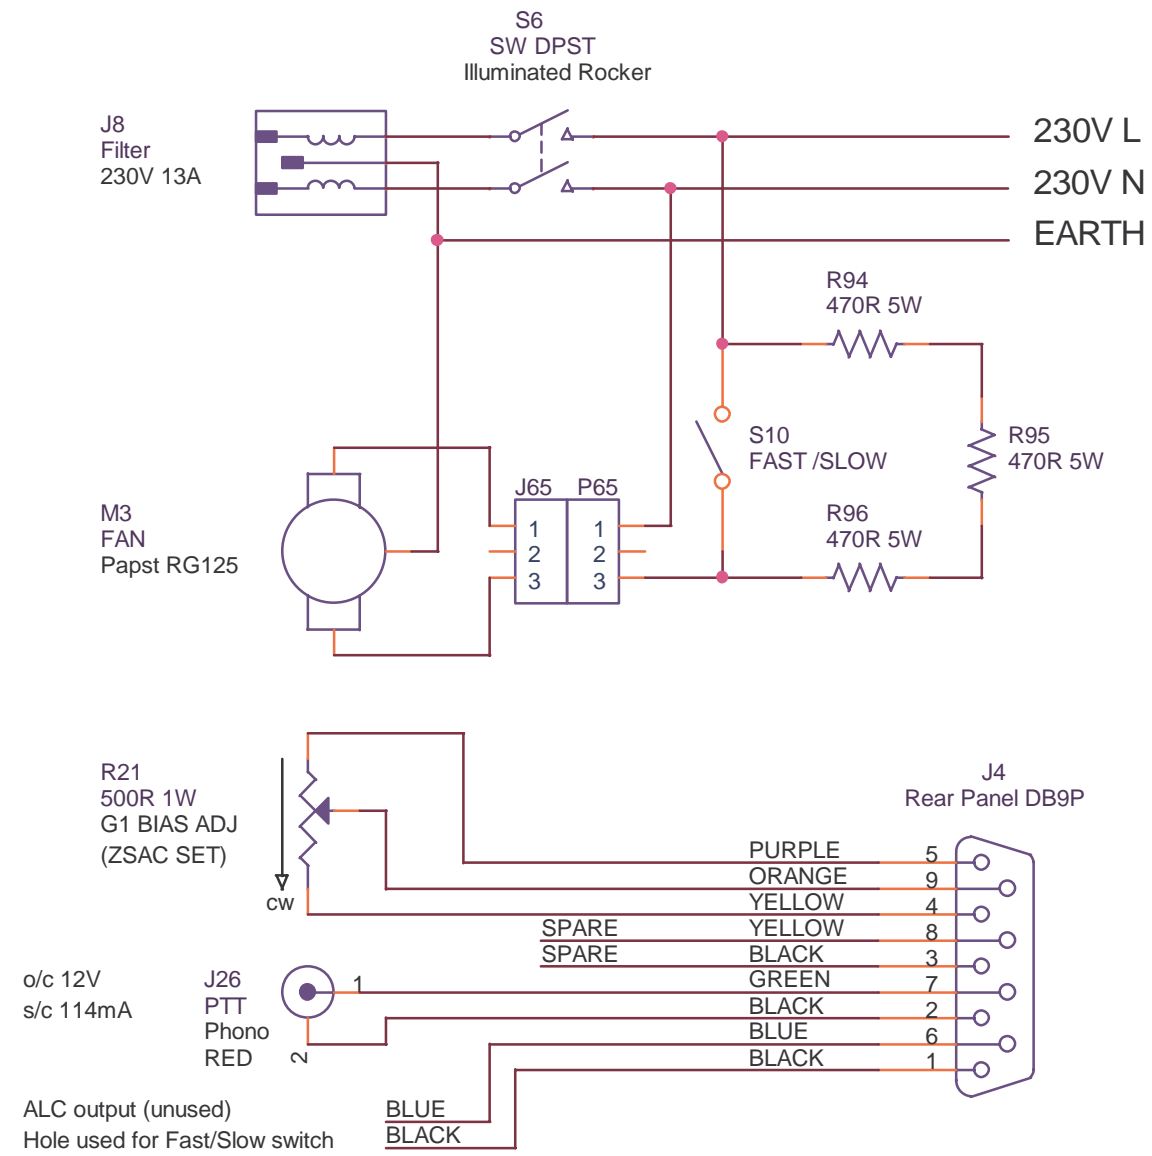 S6
SW DPST
Illuminated Rocker
J8
Filter
230V 13A
230V L
230V N
EARTH
R94
470R 5W
S10
FAST /SLOW
R95
470R 5W
M3
FAN
Papst RG125
J65 P65
1 1
2 2
3 3
R96
470R 5W
R21
500R 1W
G1 BIAS ADJ
(ZSAC SET)
cw
J4
Rear Panel DB9P
PURPLE 5
ORANGE 9
YELLOW 4
SPARE YELLOW 8
SPARE BLACK 3
GREEN 7
BLACK 2
BLUE 6
BLACK 1
o/c 12V
s/c 114mA
J26
PTT
Phono
RED
1
2
ALC output (unused)
Hole used for Fast/Slow switch
BLUE
BLACK